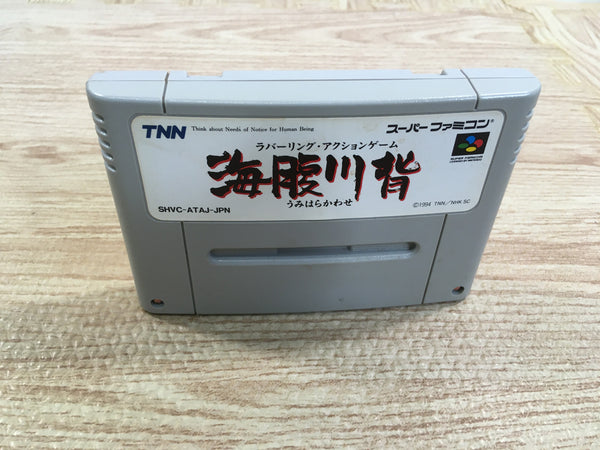 TNN Think about Needs of Notice for Human Being
スーパーファミコン®
SUPER FAMICOM
ラバーリング・アクションゲーム
海腹川背
うみはらかわせ
SHVC-ATAJ-JPN
©1994 TNN/NHK SC